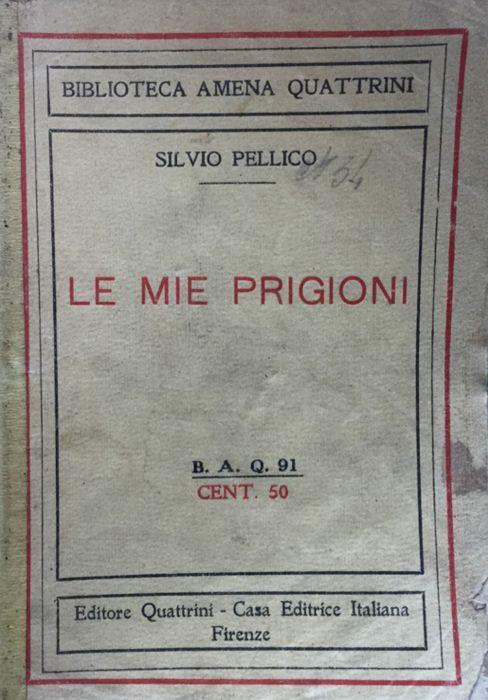 BIBLIOTECA AMENA QUATTRINI
SILVIO PELLICO
LE MIE PRIGIONI
B. A. Q. 91
CENT. 50
Editore Quattrini - Casa Editrice Italiana
Firenze